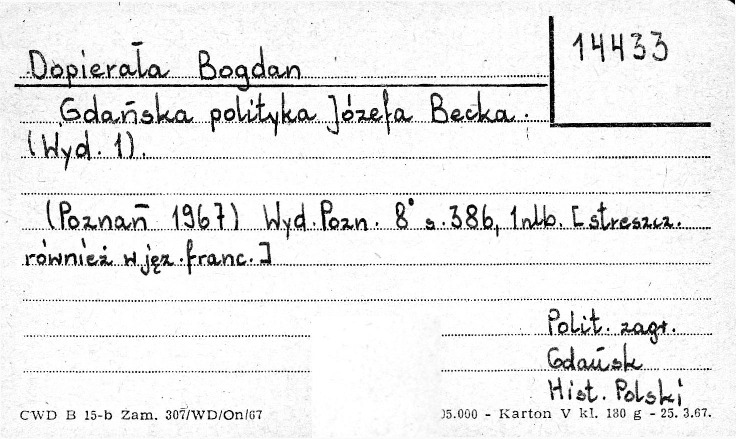 14433
Dopierała Bogdan
Gdańska polityka Józefa Becka.
(Wyd. 1).
(Poznań 1967) Wyd. Pozn. 8° s. 386, 1 nlb. [streszcz.
również w jęz. franc.]
Polit. zagr.
Gdańsk
Hist. Polski
CWD B 15-b Zam. 307/WD/On/67 05.000 - Karton V kl. 180 g - 25.3.67.